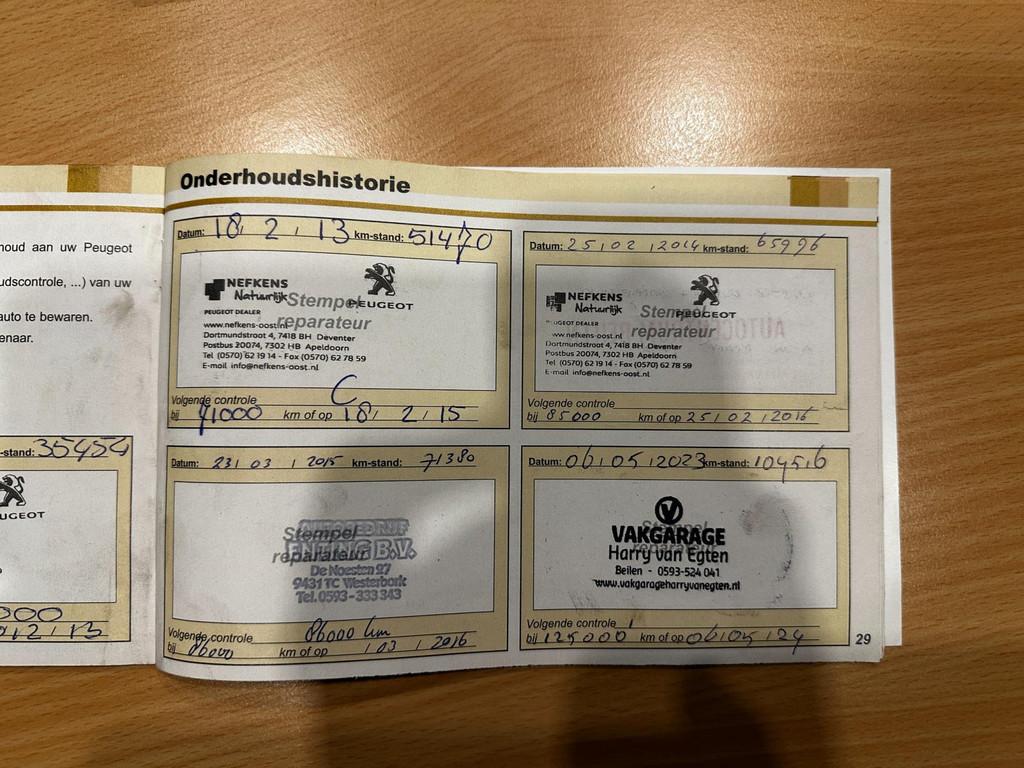 houd aan uw Peugeot
udscontrole, ...) van uw
auto te bewaren.
enaar.
-stand: 35454
UGEOT
000
2 / 13
Onderhoudshistorie
Datum: 18 / 2 / 13 km-stand: 51470
NEFKENS
Natuurlijk
PEUGEOT
Stempel
reparateur
PEUGEOT DEALER
www.nefkens-oost.nl
Dortmundstraat 4, 7418 BH Deventer
Postbus 20074, 7302 HB Apeldoorn
Tel (0570) 62 19 14 - Fax (0570) 62 78 59
E-mail info@nefkens-oost.nl
C
Volgende controle
bij 71000 km of op 18 / 2 / 15
Datum: 25 / 02 / 2014 km-stand: 65996
NEFKENS
Natuurlijk
PEUGEOT
Stempel
reparateur
PEUGEOT DEALER
www.nefkens-oost.nl
Dortmundstraat 4, 7418 BH Deventer
Postbus 20074, 7302 HB Apeldoorn
Tel (0570) 62 19 14 - Fax (0570) 62 78 59
E-mail info@nefkens-oost.nl
Volgende controle
bij 85000 km of op 25 / 02 / 2016
Datum: 23 / 03 / 2015 km-stand: 71380
Stempel
reparateur
AUTOBEDRIJF
B.V.
De Noesten 27
9431 TC Westerbork
Tel. 0593 - 333 343
Volgende controle 86000 km
bij 86000 km of op / 03 / 2016
Datum: 06 / 05 / 2023 km-stand: 104516
Stempel
reparateur
VAKGARAGE
Harry van Egten
Beilen - 0593-524 041
www.vakgarageharryvanegten.nl
Volgende controle
bij 125000 km of op 06 / 05 / 24
29